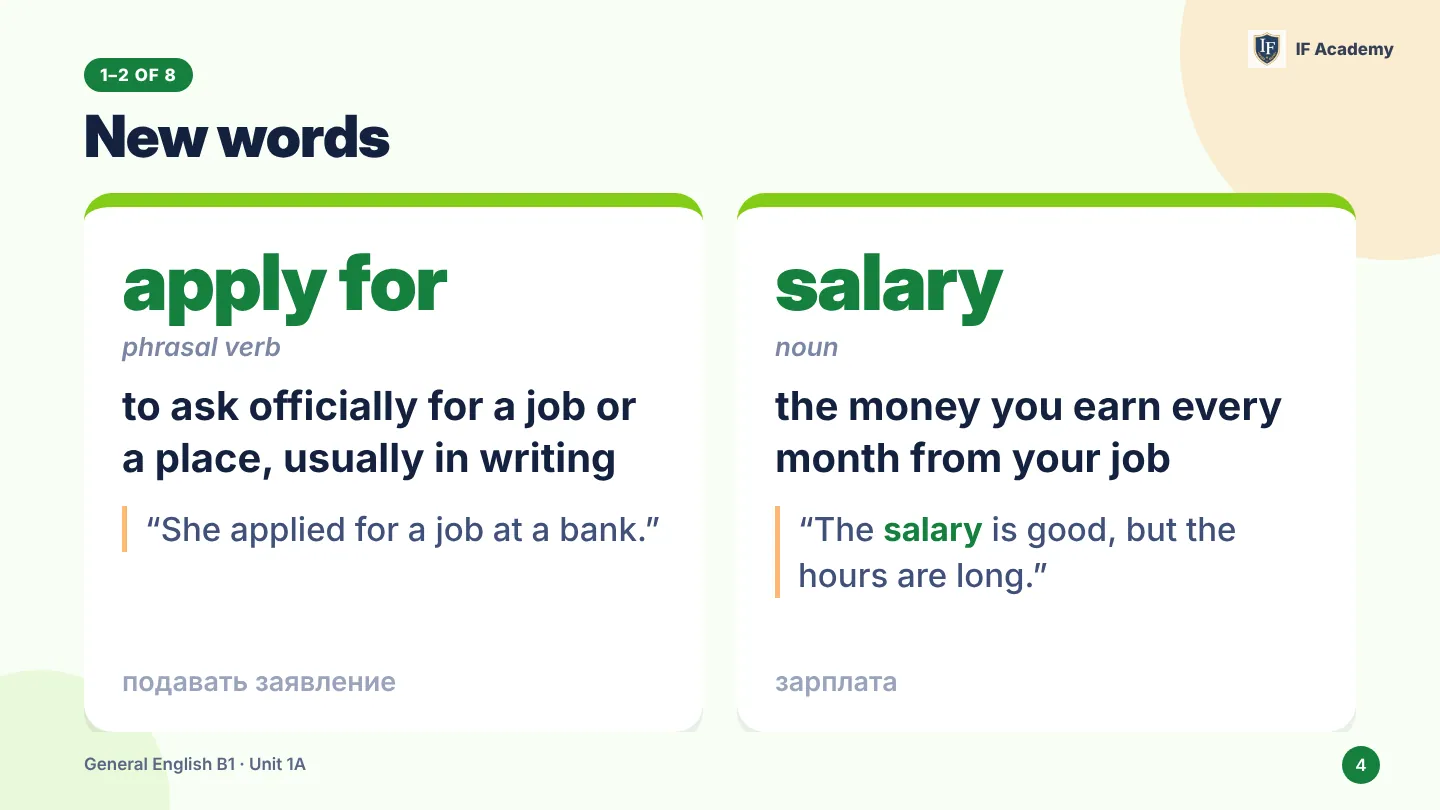 IF
IF Academy
1–2 OF 8
New words
apply for
phrasal verb
to ask officially for a job or
a place, usually in writing
“She applied for a job at a bank.”
подавать заявление
salary
noun
the money you earn every
month from your job
“The salary is good, but the
hours are long.”
зарплата
General English B1 · Unit 1A
4